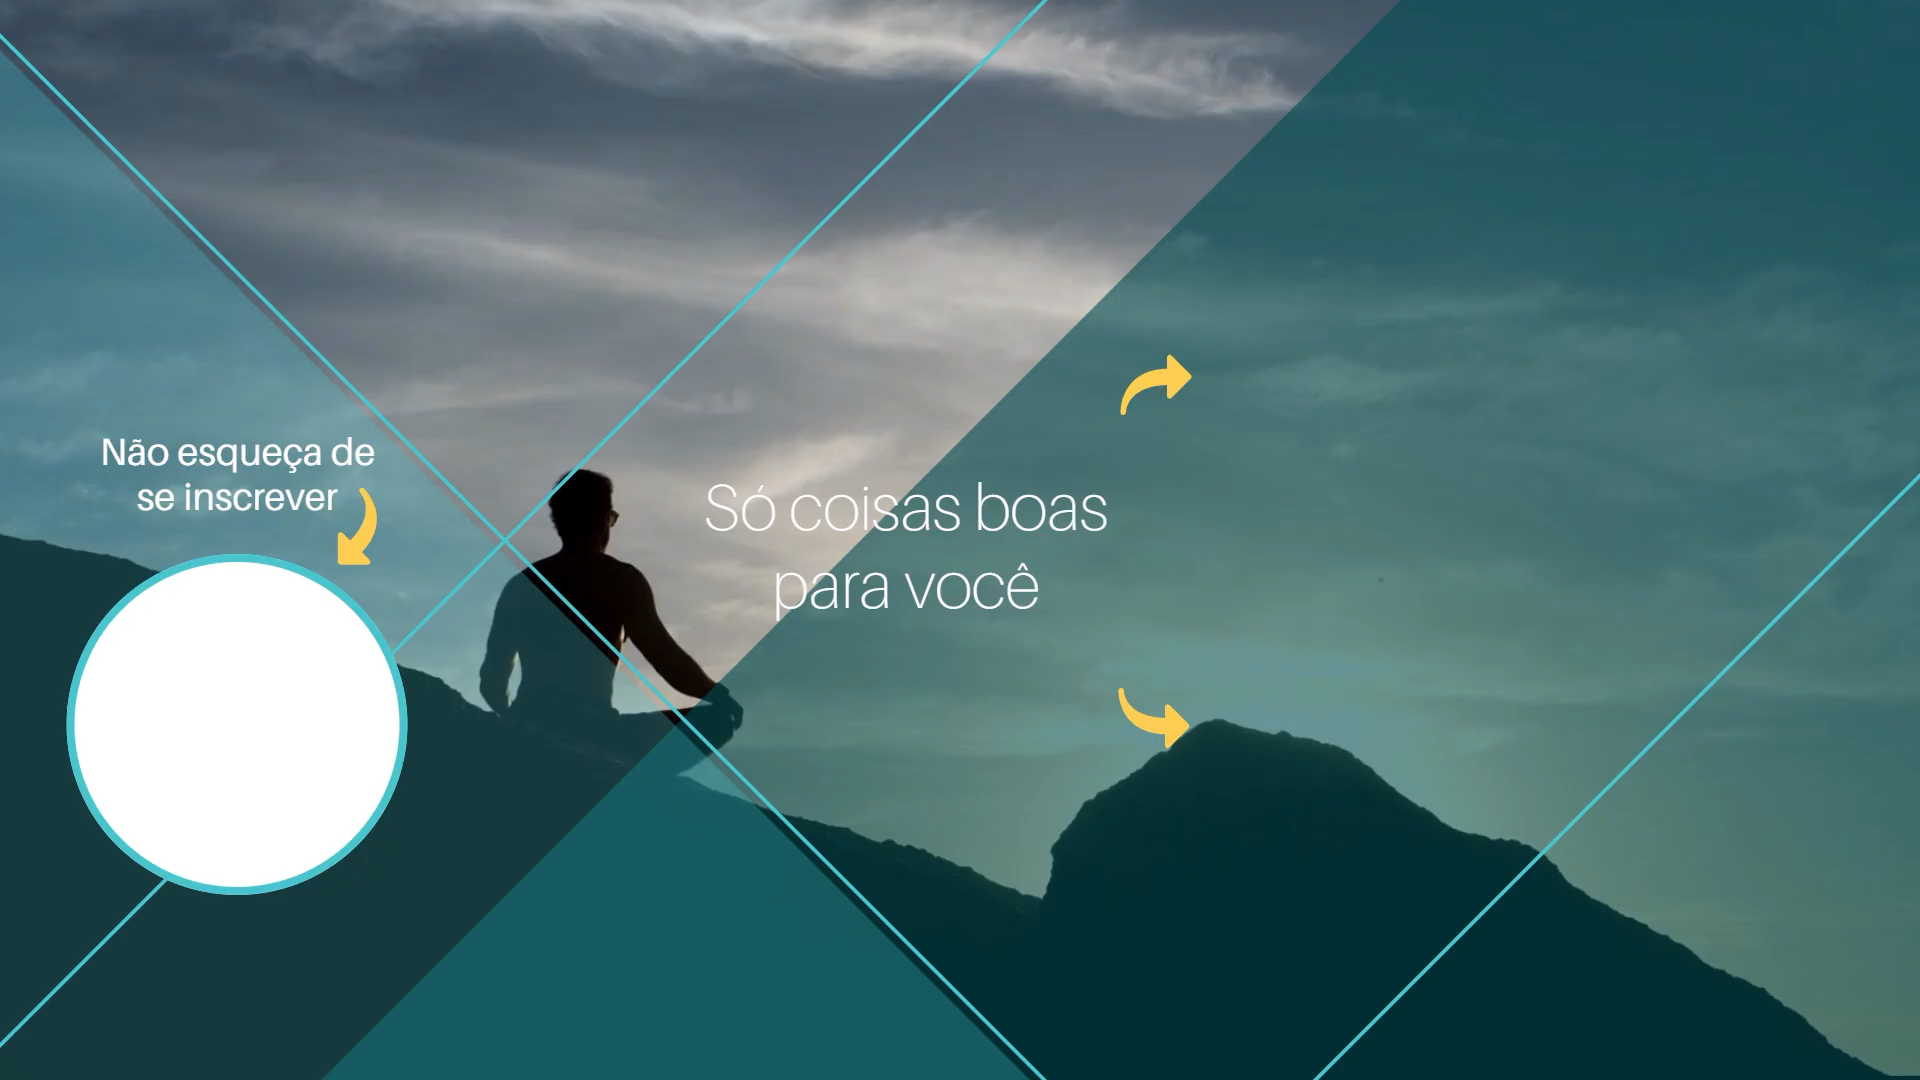 Não esqueça de
se inscrever
Só coisas boas
para você